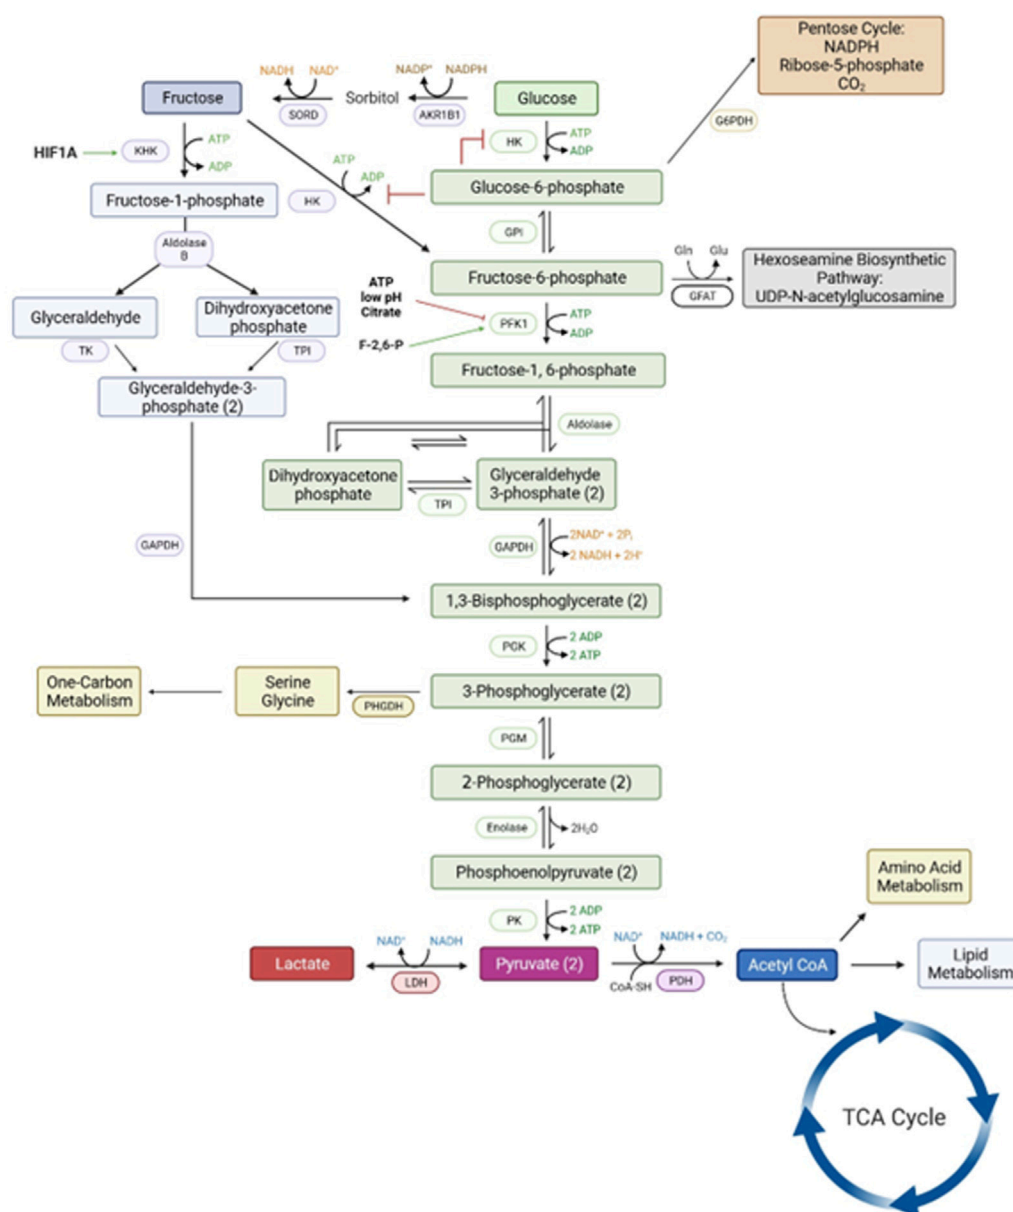 Pentose Cycle:
NADPH
Ribose-5-phosphate
CO₂
G6PDH
Fructose
NADH NAD⁺
SORD
Sorbitol
NADP⁺ NADPH
AKR1B1
Glucose
HIF1A
KHK
ATP
ADP
HK
ATP
ADP
HK
ATP
ADP
Glucose-6-phosphate
Fructose-1-phosphate
GPI
Aldolase
B
Fructose-6-phosphate
Gln Glu
GFAT
Hexoseamine Biosynthetic
Pathway:
UDP-N-acetylglucosamine
ATP
low pH
Citrate
F-2,6-P
PFK1
ATP
ADP
Glyceraldehyde
Dihydroxyacetone
phosphate
TK
TPI
Fructose-1, 6-phosphate
Glyceraldehyde-3-
phosphate (2)
Aldolase
Dihydroxyacetone
phosphate
TPI
Glyceraldehyde
3-phosphate (2)
GAPDH
GAPDH
2NAD⁺ + 2Pᵢ
2 NADH + 2H⁺
1,3-Bisphosphoglycerate (2)
PGK
2 ADP
2 ATP
One-Carbon
Metabolism
Serine
Glycine
PHGDH
3-Phosphoglycerate (2)
PGM
2-Phosphoglycerate (2)
Enolase
2H₂O
Phosphoenolpyruvate (2)
Amino Acid
Metabolism
PK
2 ADP
2 ATP
Lactate
NAD⁺ NADH
LDH
Pyruvate (2)
NAD⁺ NADH + CO₂
CoA-SH
PDH
Acetyl CoA
Lipid
Metabolism
TCA Cycle